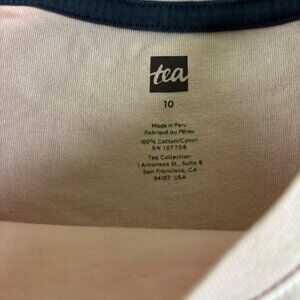 tea
10
Made in Peru
Fabriqué au Pérou
100% Cotton/Coton
RN 107708
Tea Collection
1 Arkansas St., Suite B
San Francisco, CA
94107 USA